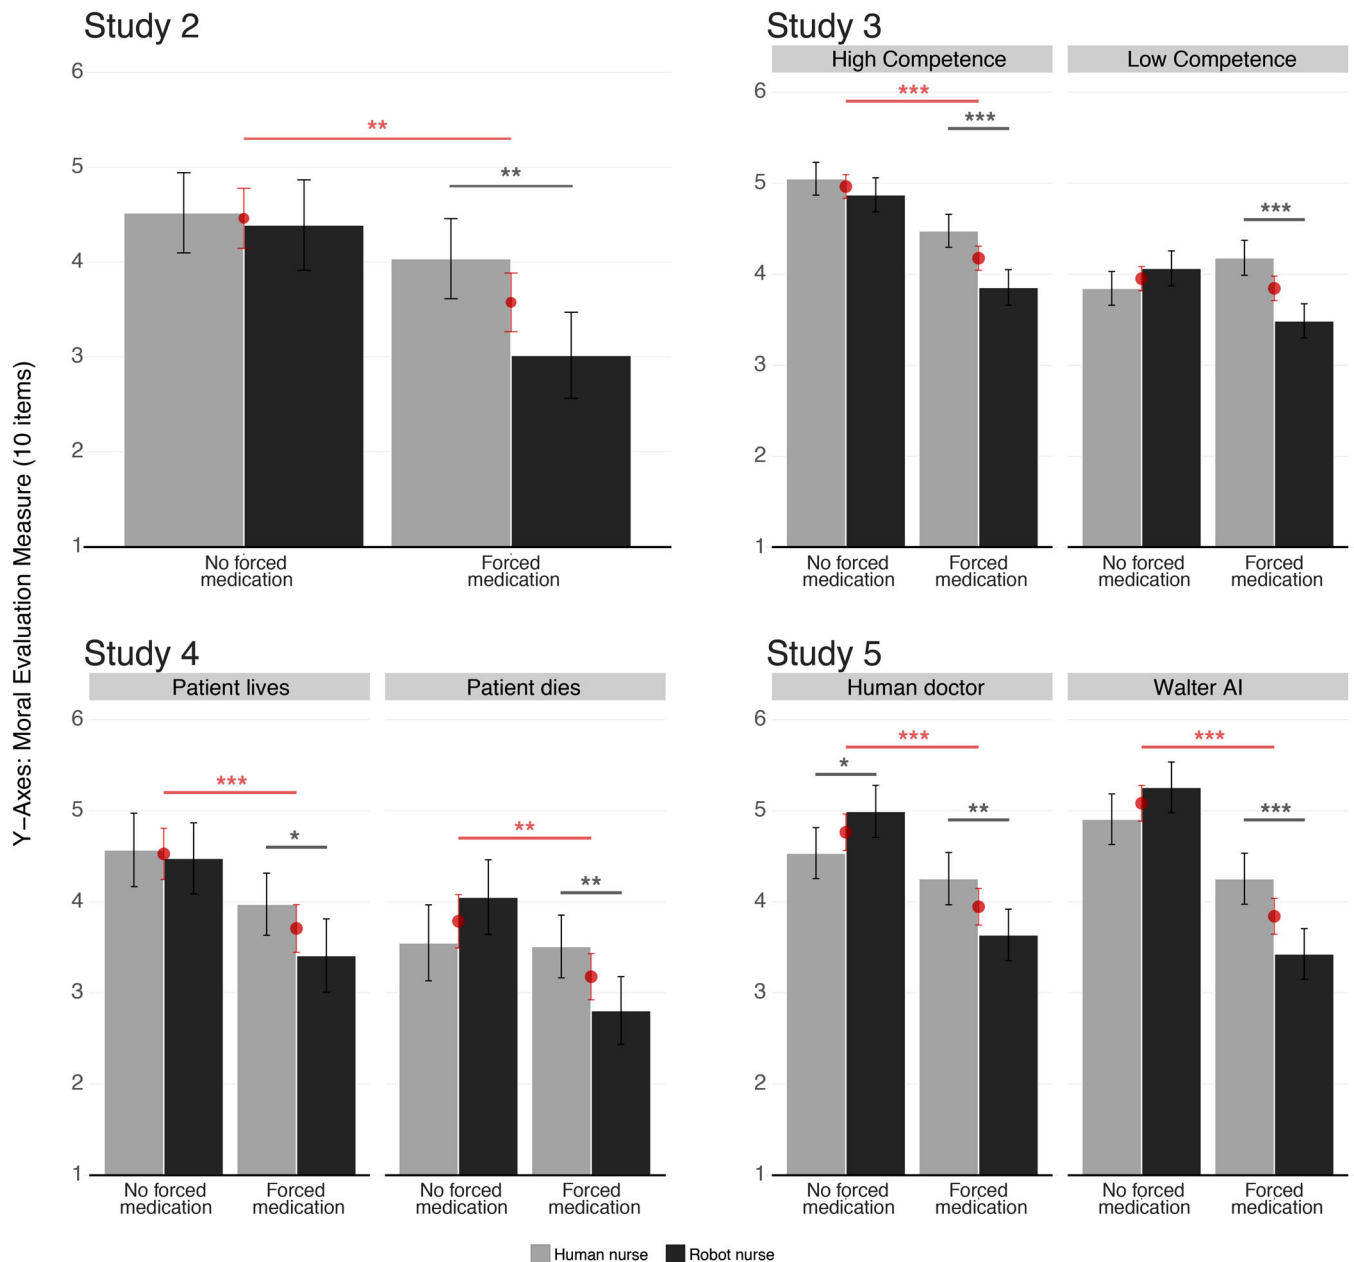 Study 2
6
5
4
3
2
1
**
**
No forced
medication
Forced
medication
Study 3
High Competence
Low Competence
6
5
4
3
2
1
***
***
***
No forced
medication
Forced
medication
No forced
medication
Forced
medication
Y-Axes: Moral Evaluation Measure (10 items)
Study 4
Patient lives
Patient dies
6
5
4
3
2
1
***
*
**
**
No forced
medication
Forced
medication
No forced
medication
Forced
medication
Study 5
Human doctor
Walter AI
6
5
4
3
2
1
***
*
**
***
***
No forced
medication
Forced
medication
No forced
medication
Forced
medication
Human nurse
Robot nurse